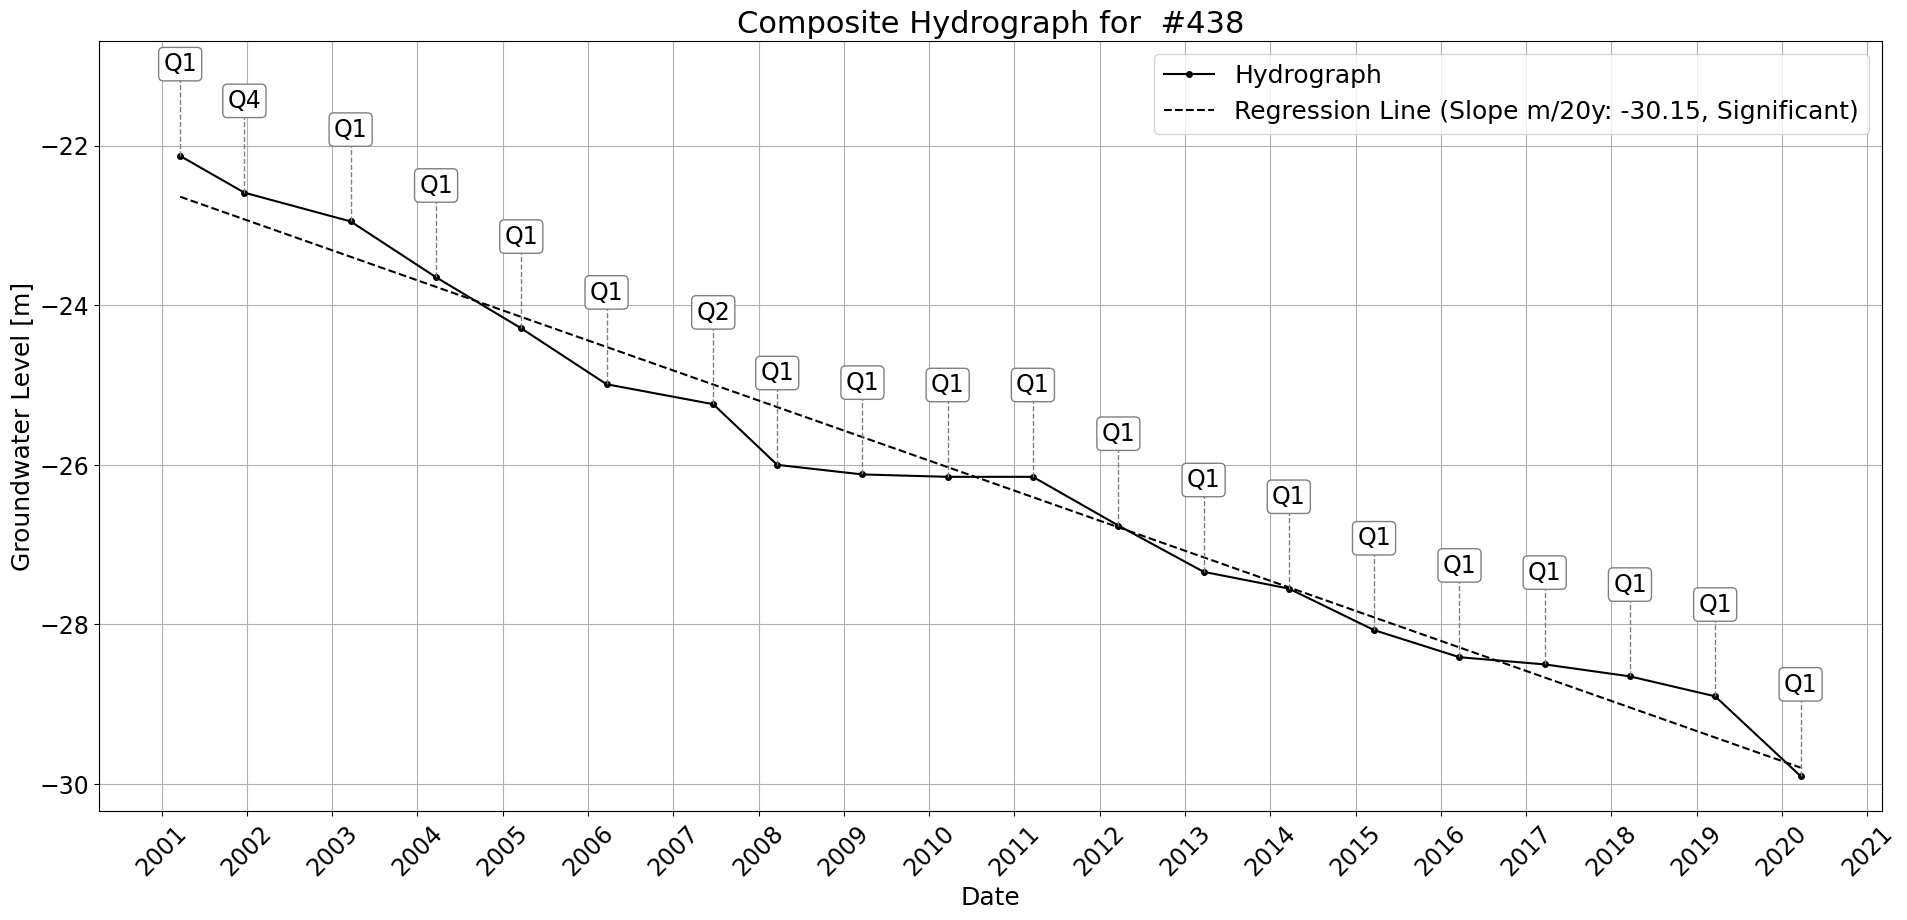 Composite Hydrograph for  #438
Hydrograph
Regression Line (Slope m/20y: -30.15, Significant)
Q1
Q4
Q1
Q1
Q1
Q1
Q2
Q1
Q1
Q1
Q1
Q1
Q1
Q1
Q1
Q1
Q1
Q1
Q1
Q1
Groundwater Level [m]
−22
−24
−26
−28
−30
2001
2002
2003
2004
2005
2006
2007
2008
2009
2010
2011
2012
2013
2014
2015
2016
2017
2018
2019
2020
2021
Date